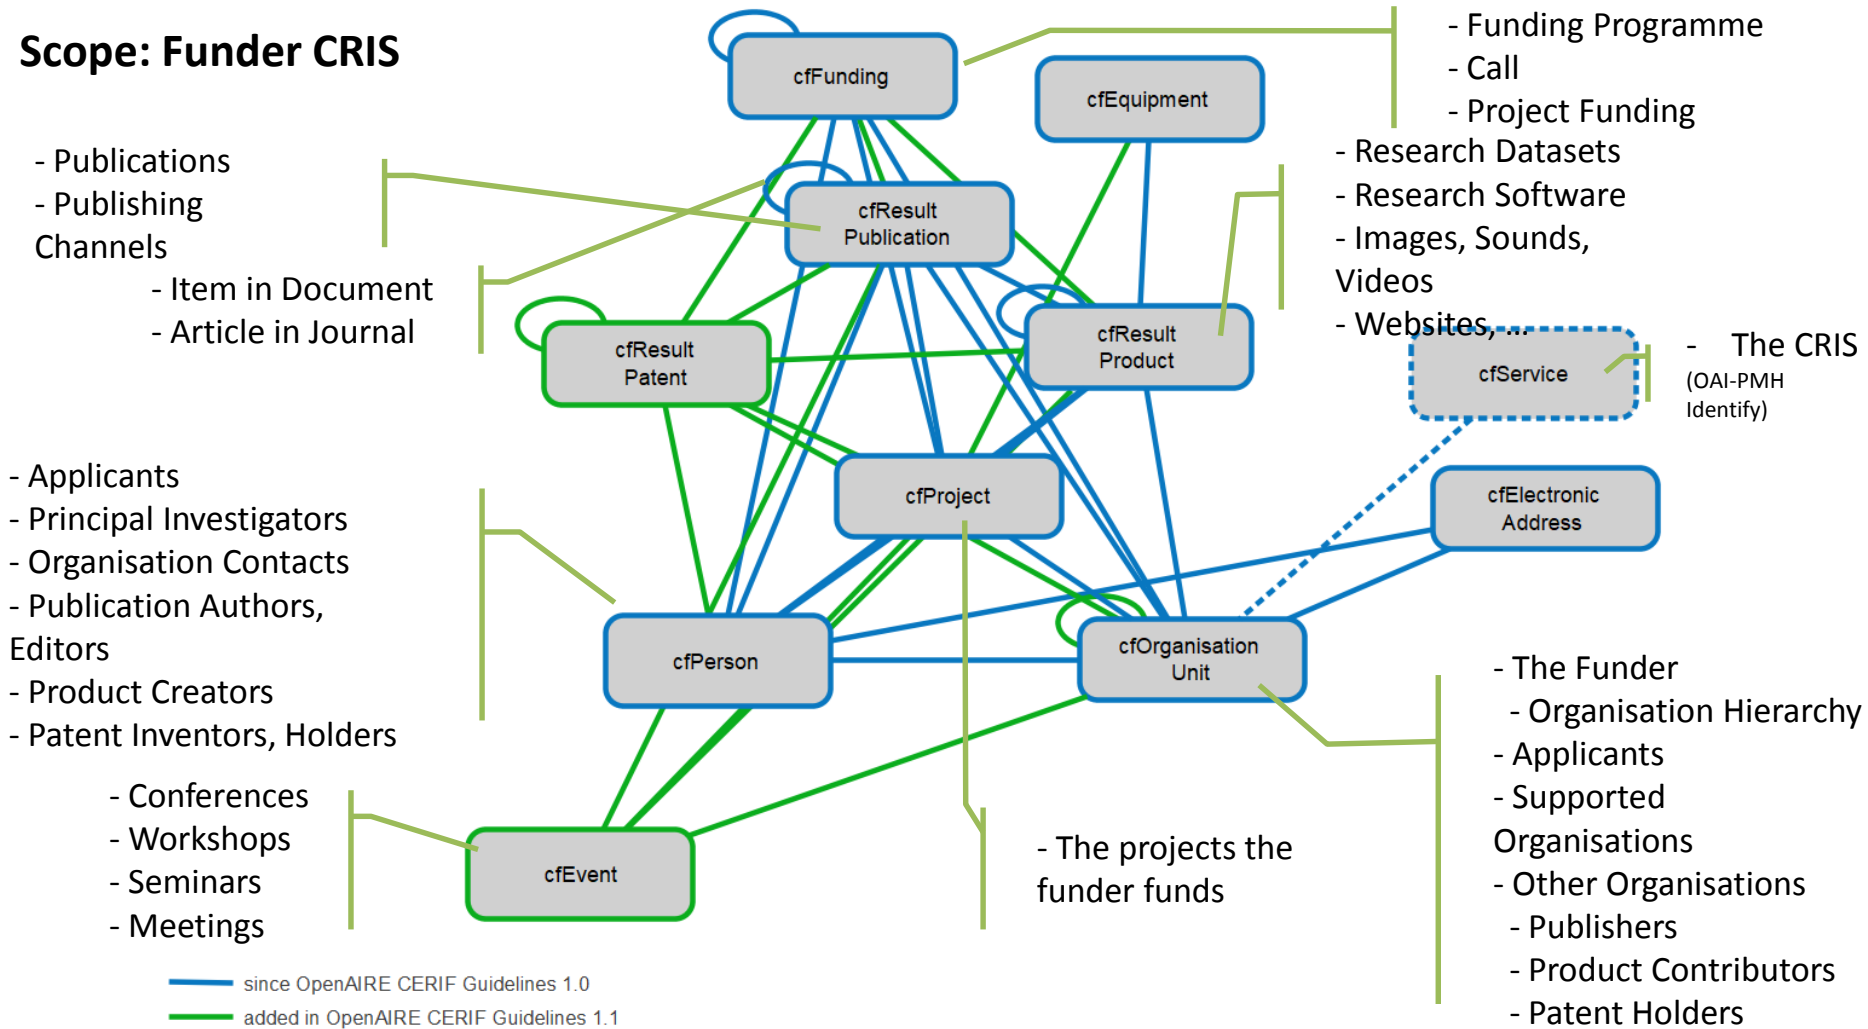 Scope: Funder CRIS
cfFunding
cfEquipment
- Funding Programme
- Call
- Project Funding
- Publications
- Publishing
Channels
- Item in Document
- Article in Journal
cfResult
Publication
- Research Datasets
- Research Software
- Images, Sounds,
Videos
- Websites, ...
cfResult
Patent
cfResult
Product
cfService
- The CRIS
(OAI-PMH
Identify)
- Applicants
- Principal Investigators
- Organisation Contacts
- Publication Authors,
Editors
- Product Creators
- Patent Inventors, Holders
cfProject
cfElectronic
Address
cfPerson
cfOrganisation
Unit
- The Funder
- Organisation Hierarchy
- Applicants
- Supported
Organisations
- Other Organisations
- Publishers
- Product Contributors
- Patent Holders
- Conferences
- Workshops
- Seminars
- Meetings
cfEvent
- The projects the
funder funds
since OpenAIRE CERIF Guidelines 1.0
added in OpenAIRE CERIF Guidelines 1.1